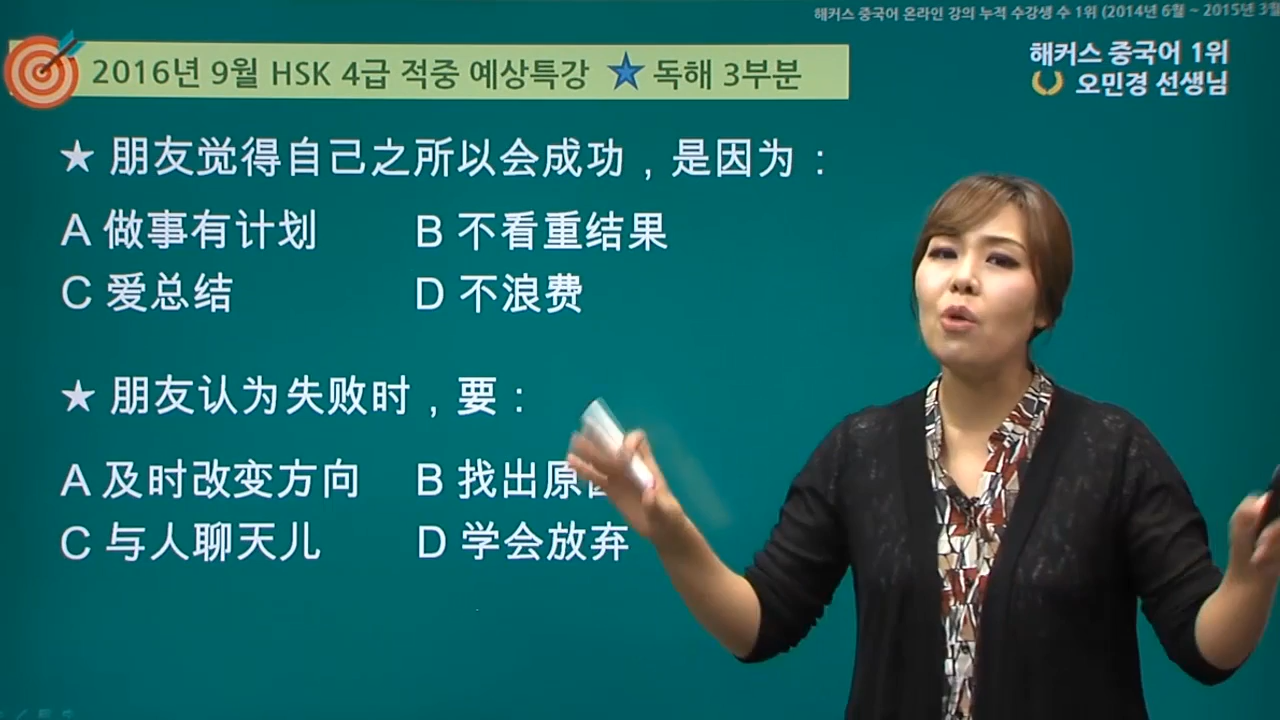 해커스 중국어 온라인 강의 누적 수강생 수 1위 (2014년 6월 ~ 2015년 3월
2016년 9월 HSK 4급 적중 예상특강 ★ 독해 3부분
해커스 중국어 1위
오민경 선생님
★ 朋友觉得自己之所以会成功，是因为：
A 做事有计划 B 不看重结果
C 爱总结 D 不浪费
★ 朋友认为失败时，要：
A 及时改变方向 B 找出原
C 与人聊天儿 D 学会放弃